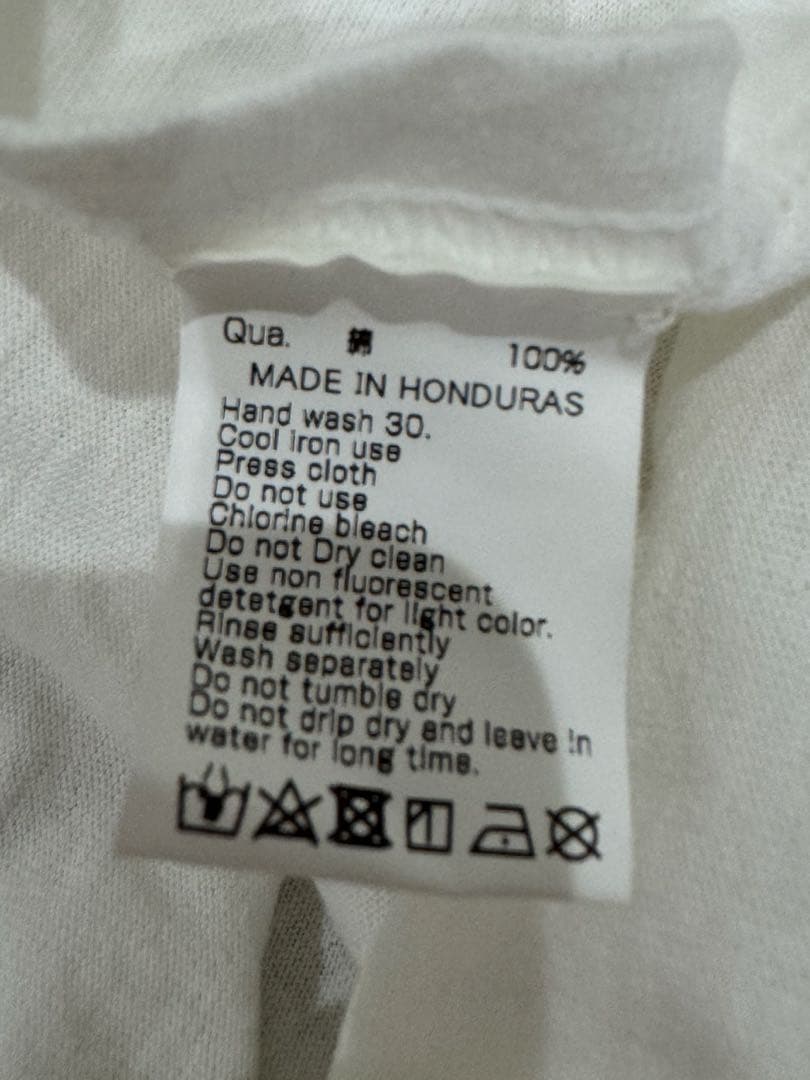 Qua. 綿 100%
MADE IN HONDURAS
Hand wash 30.
Cool iron use
Press cloth
Do not use
Chlorine bleach
Do not Dry clean
Use non fluorescent
detetgent for light color.
Rinse sufficiently
Wash separately
Do not tumble dry
Do not drip dry and leave in
water for long time.